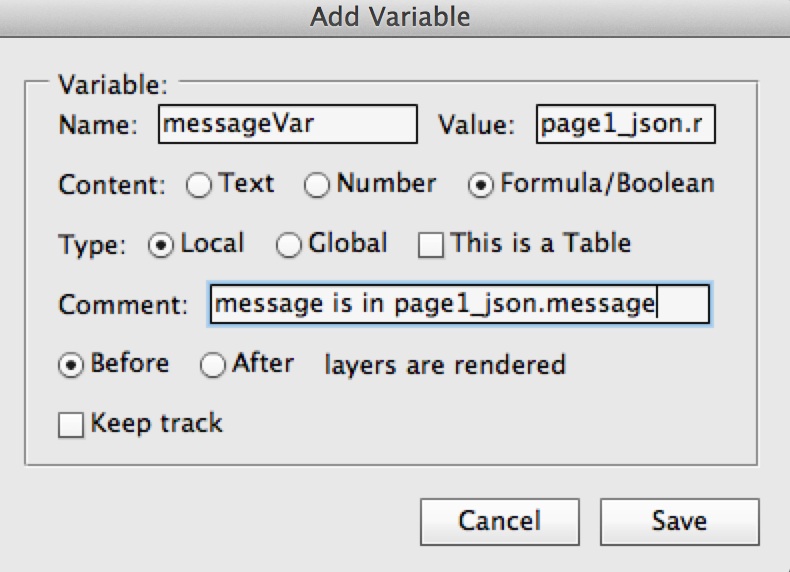 Add Variable
Variable:
Name: messageVar Value: page1_json.r
Content: Text Number Formula/Boolean
Type: Local Global This is a Table
Comment: message is in page1_json.message
Before After layers are rendered
Keep track
Cancel Save